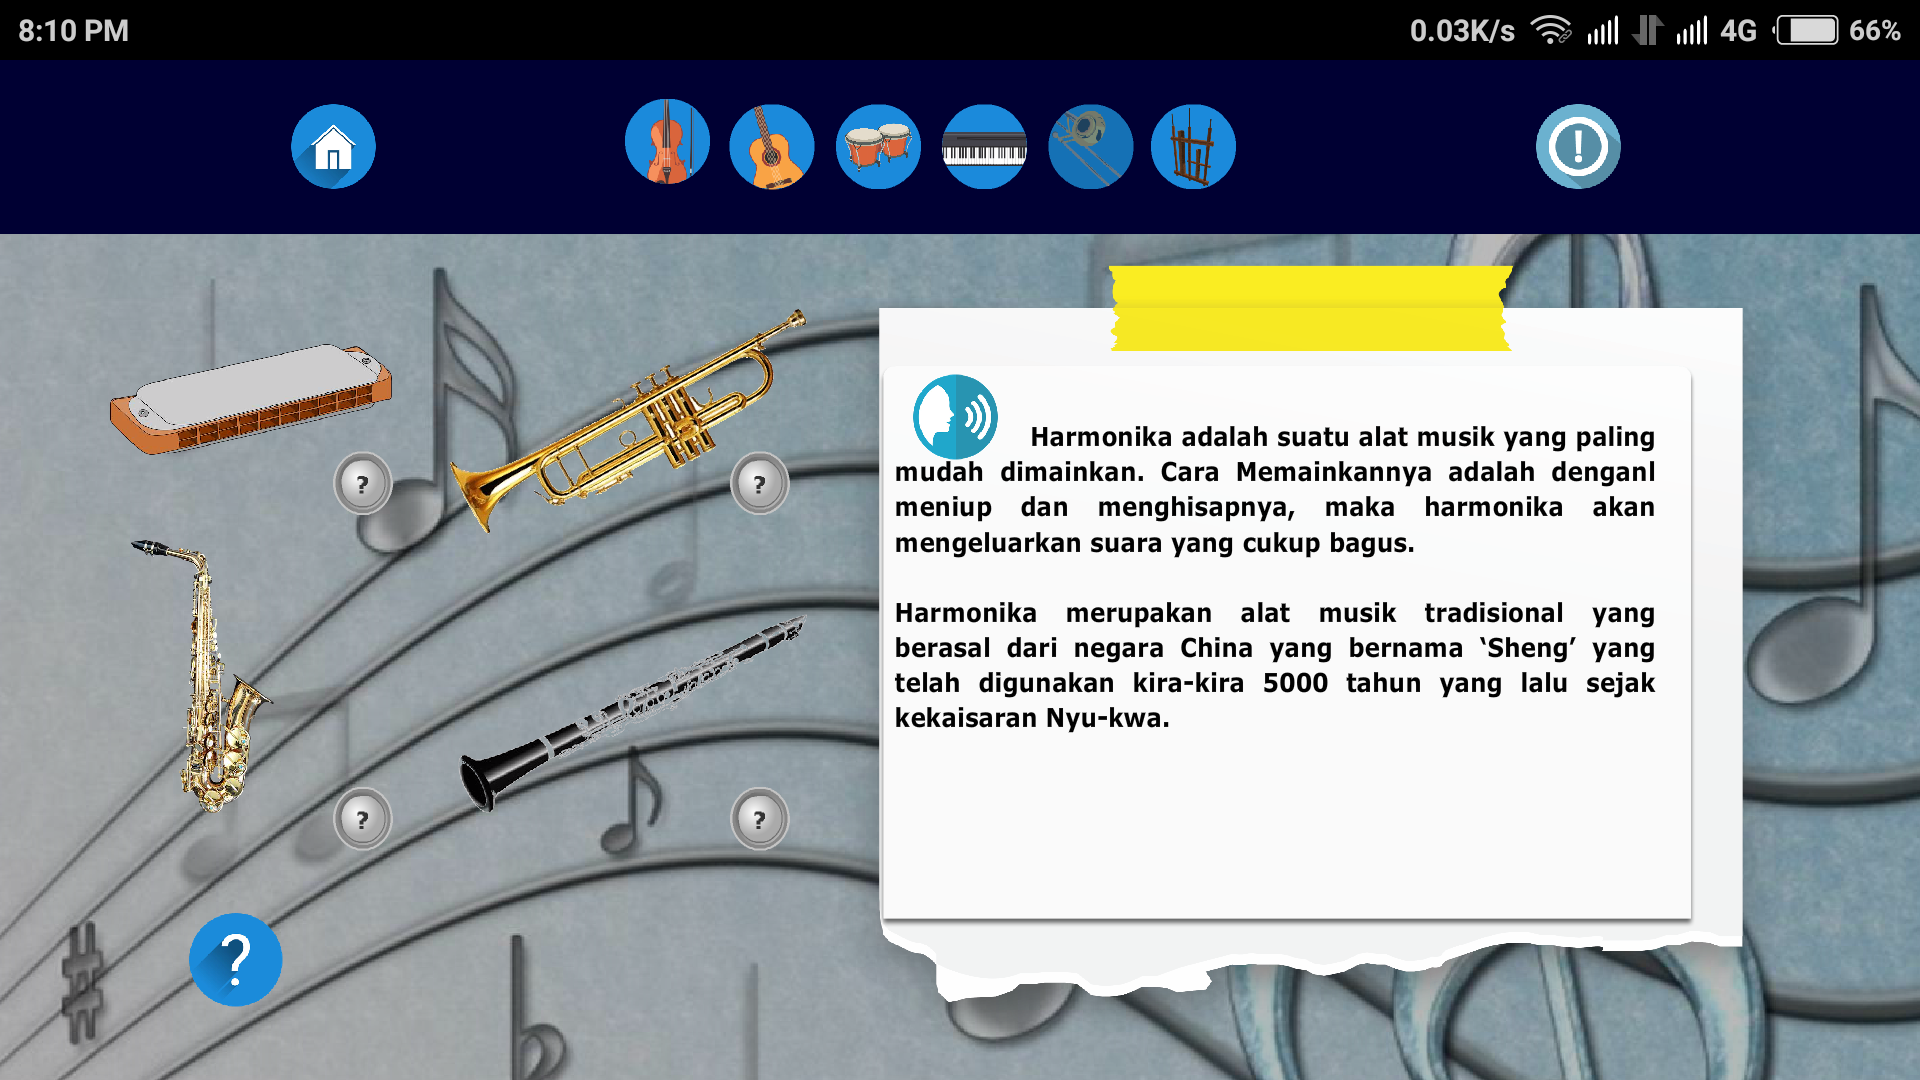 8:10 PM
0.03K/s 4G 66%
Harmonika adalah suatu alat musik yang paling
mudah dimainkan. Cara Memainkannya adalah denganl
meniup dan menghisapnya, maka harmonika akan
mengeluarkan suara yang cukup bagus.
?
?
Harmonika merupakan alat musik tradisional yang
berasal dari negara China yang bernama ‘Sheng’ yang
telah digunakan kira-kira 5000 tahun yang lalu sejak
kekaisaran Nyu-kwa.
?
?
?